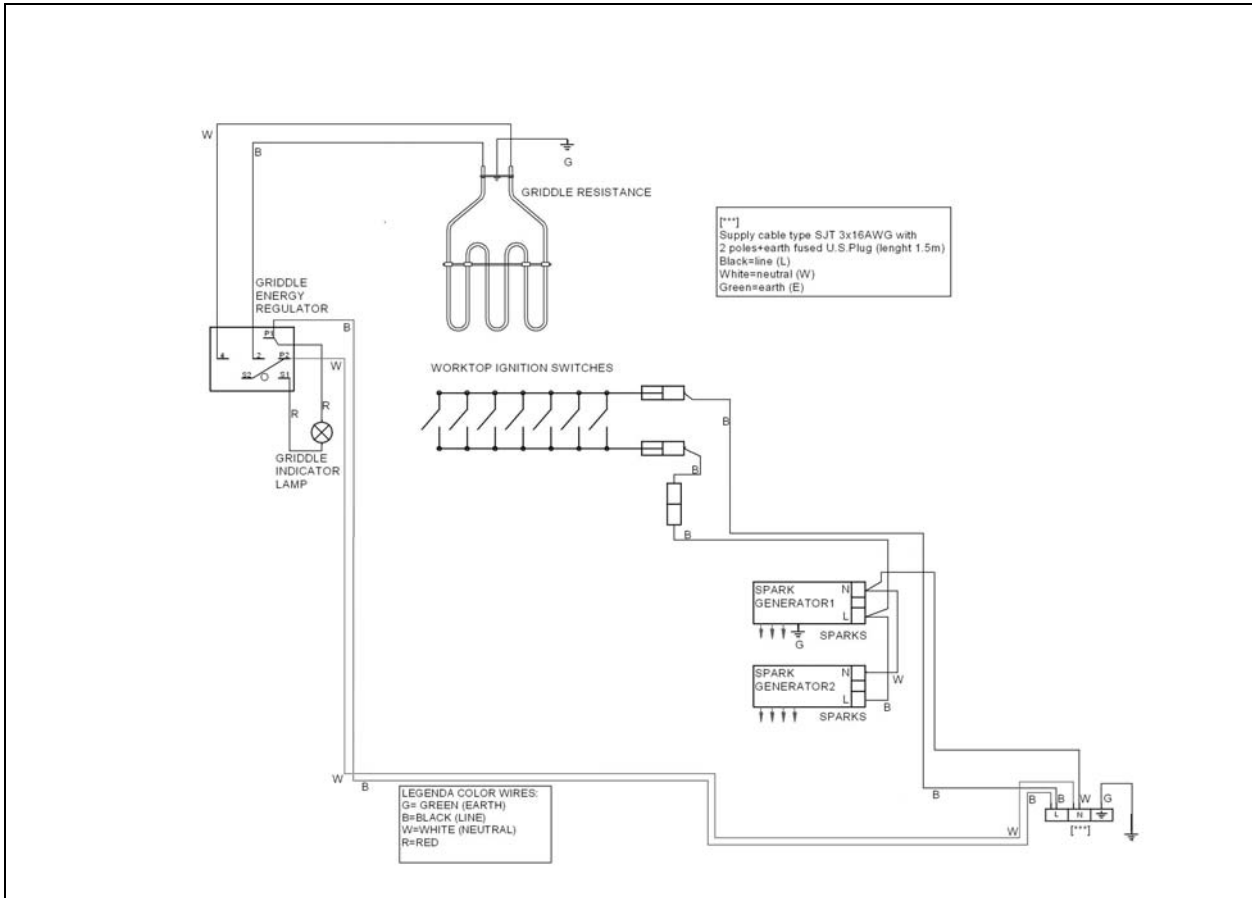 W
B
G
GRIDDLE RESISTANCE
[***]
Supply cable type SJT 3x16AWG with
2 poles+earth fused U.S.Plug (lenght 1.5m)
Black=line (L)
White=neutral (W)
Green=earth (E)
GRIDDLE
ENERGY
REGULATOR
P1
B
4
2
P2
W
S2
S1
R
R
GRIDDLE
INDICATOR
LAMP
WORKTOP IGNITION SWITCHES
B
B
B
SPARK
GENERATOR1
N
L
G
SPARKS
SPARK
GENERATOR2
N
L
W
B
SPARKS
W
B
LEGENDA COLOR WIRES:
G= GREEN (EARTH)
B=BLACK (LINE)
W=WHITE (NEUTRAL)
R=RED
B
W
B
B
W
G
L
N
[***]